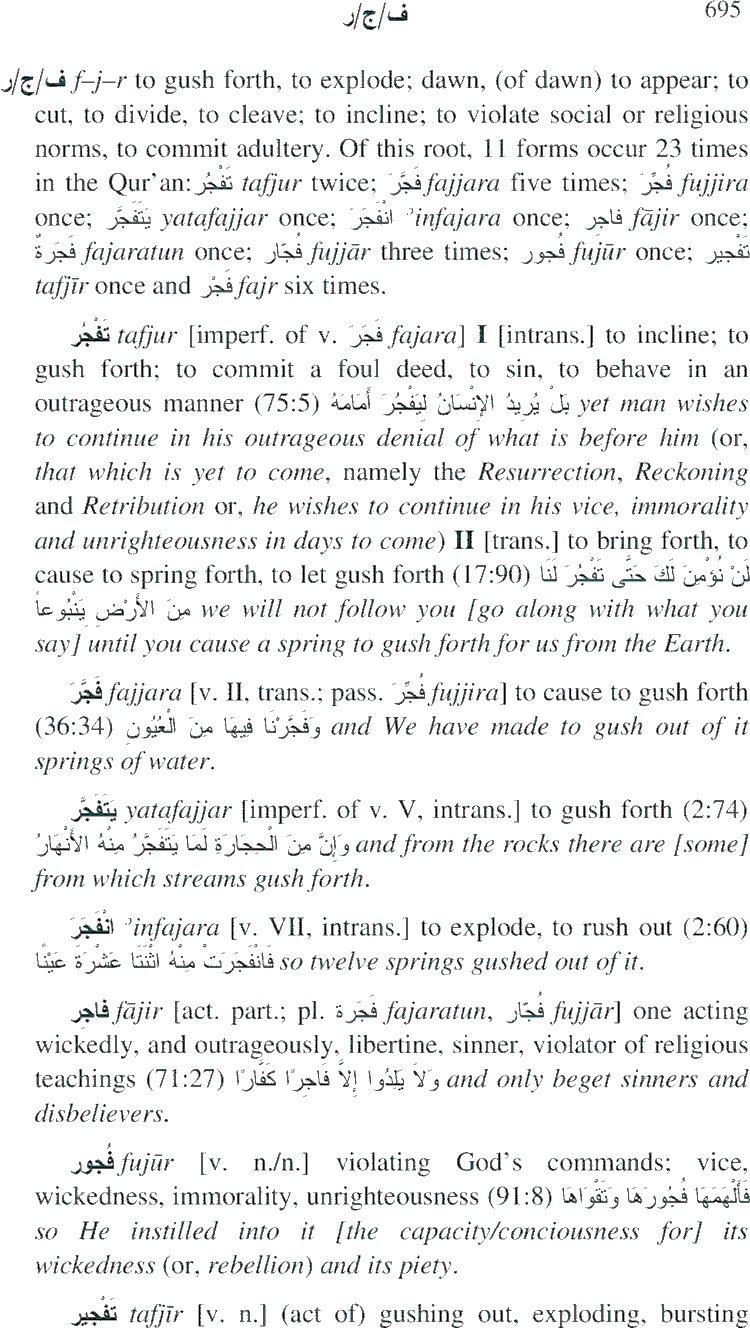 ف/ج/ر 695
ف/ج/ر f–j–r to gush forth, to explode; dawn, (of dawn) to appear; to
cut, to divide, to cleave; to incline; to violate social or religious
norms, to commit adultery. Of this root, 11 forms occur 23 times
in the Qur'an: تَفْجُر tafjur twice; فَجَّرَ fajjara five times; فُجِّرَ fujjira
once; يَتَفَجَّر yatafajjar once; انْفَجَرَ ʾinfajara once; فاجِر fājir once;
فَجَرةٌ fajaratun once; فُجّار fujjār three times; فُجور fujūr once; تَفْجير
tafjīr once and فَجْر fajr six times.
تَفْجُر tafjur [imperf. of v. فَجَرَ fajara] I [intrans.] to incline; to
gush forth; to commit a foul deed, to sin, to behave in an
outrageous manner (75:5) بَلْ يُرِيدُ الإِنْسَانُ لِيَفْجُرَ أَمَامَهُ yet man wishes
to continue in his outrageous denial of what is before him (or,
that which is yet to come, namely the Resurrection, Reckoning
and Retribution or, he wishes to continue in his vice, immorality
and unrighteousness in days to come) II [trans.] to bring forth, to
cause to spring forth, to let gush forth (17:90) لَنْ نُؤْمِنَ لَكَ حَتَّى تَفْجُرَ لَنَا
مِنَ الأَرْضِ يَنْبُوعاً we will not follow you [go along with what you
say] until you cause a spring to gush forth for us from the Earth.
فَجَّرَ fajjara [v. II, trans.; pass. فُجِّرَ fujjira] to cause to gush forth
(36:34) وَفَجَّرْنَا فِيهَا مِنَ الْعُيُونِ and We have made to gush out of it
springs of water.
يَتَفَجَّر yatafajjar [imperf. of v. V, intrans.] to gush forth (2:74)
وَإِنَّ مِنَ الْحِجَارَةِ لَمَا يَتَفَجَّرُ مِنْهُ الأَنْهَارُ and from the rocks there are [some]
from which streams gush forth.
انْفَجَرَ ʾinfajara [v. VII, intrans.] to explode, to rush out (2:60)
فَانْفَجَرَتْ مِنْهُ اثْنَتَا عَشْرَةَ عَيْنًا so twelve springs gushed out of it.
فاجِر fājir [act. part.; pl. فَجَرة fajaratun, فُجّار fujjār] one acting
wickedly, and outrageously, libertine, sinner, violator of religious
teachings (71:27) وَلاَ يَلِدُوا إِلاَّ فَاجِرًا كَفَّارًا and only beget sinners and
disbelievers.
فُجور fujūr [v. n./n.] violating God's commands; vice,
wickedness, immorality, unrighteousness (91:8) فَأَلْهَمَهَا فُجُورَهَا وَتَقْوَاهَا
so He instilled into it [the capacity/conciousness for] its
wickedness (or, rebellion) and its piety.
تَفْجير tafjīr [v. n.] (act of) gushing out, exploding, bursting